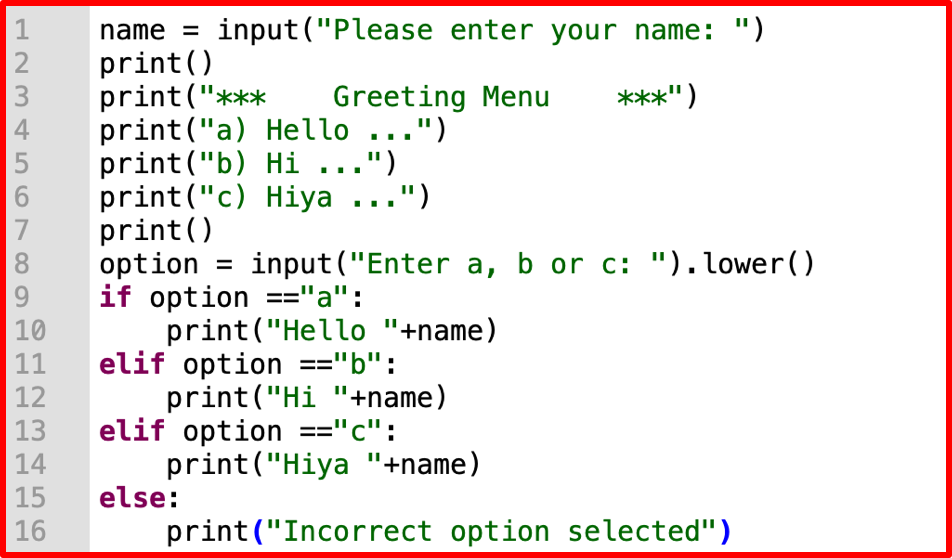 1 name = input("Please enter your name: ")
2 print()
3 print("***    Greeting Menu    ***")
4 print("a) Hello ...")
5 print("b) Hi ...")
6 print("c) Hiya ...")
7 print()
8 option = input("Enter a, b or c: ").lower()
9 if option =="a":
10     print("Hello "+name)
11 elif option =="b":
12     print("Hi "+name)
13 elif option =="c":
14     print("Hiya "+name)
15 else:
16     print("Incorrect option selected")